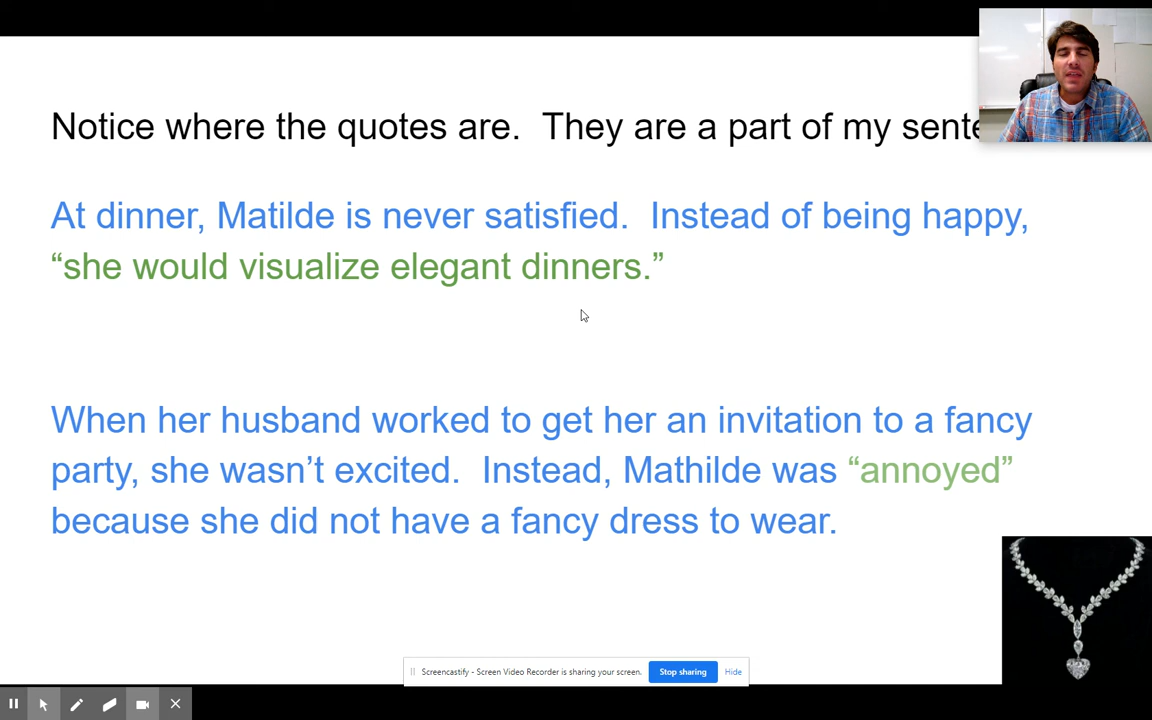 Notice where the quotes are.  They are a part of my
At dinner, Matilde is never satisfied.  Instead of being happy,
“she would visualize elegant dinners.”
When her husband worked to get her an invitation to a fancy
party, she wasn’t excited.  Instead, Mathilde was “annoyed”
because she did not have a fancy dress to wear.
Screencastify - Screen Video Recorder is sharing your screen. Stop sharing Hide